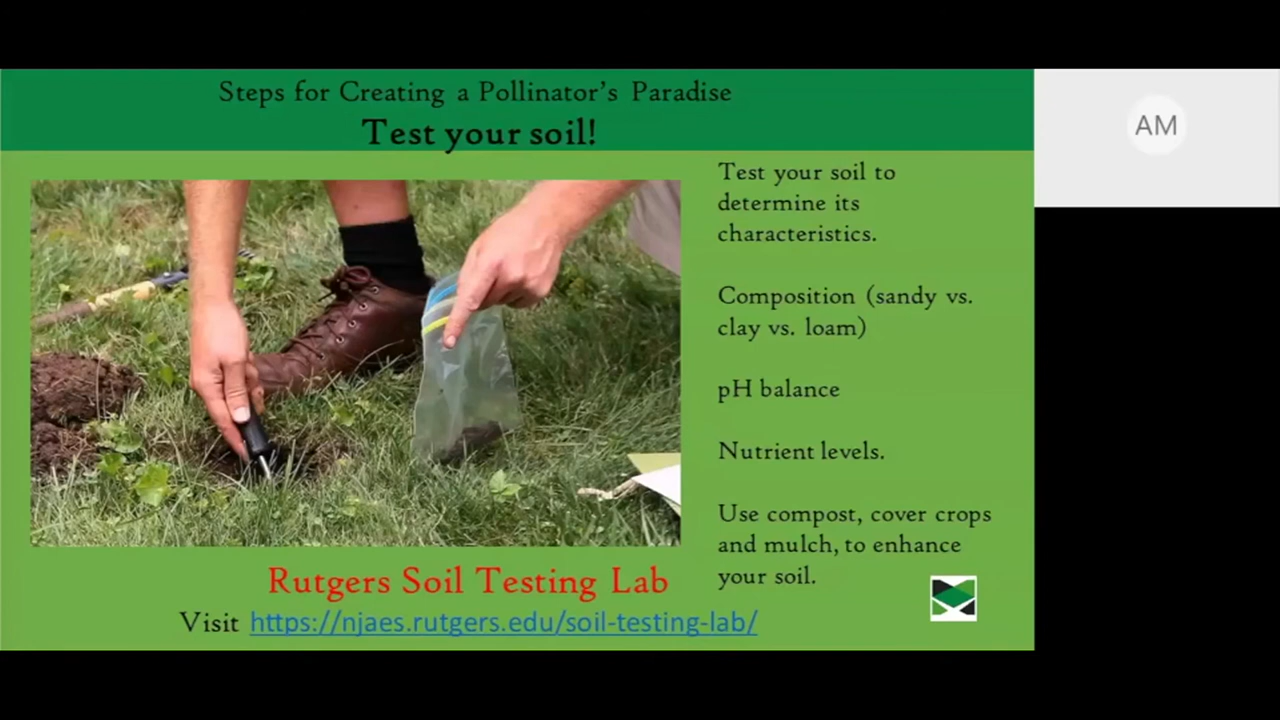 Steps for Creating a Pollinator's Paradise
Test your soil!
Test your soil to
determine its
characteristics.
Composition (sandy vs.
clay vs. loam)
pH balance
Nutrient levels.
Use compost, cover crops
and mulch, to enhance
your soil.
Rutgers Soil Testing Lab
Visit https://njaes.rutgers.edu/soil-testing-lab/
AM